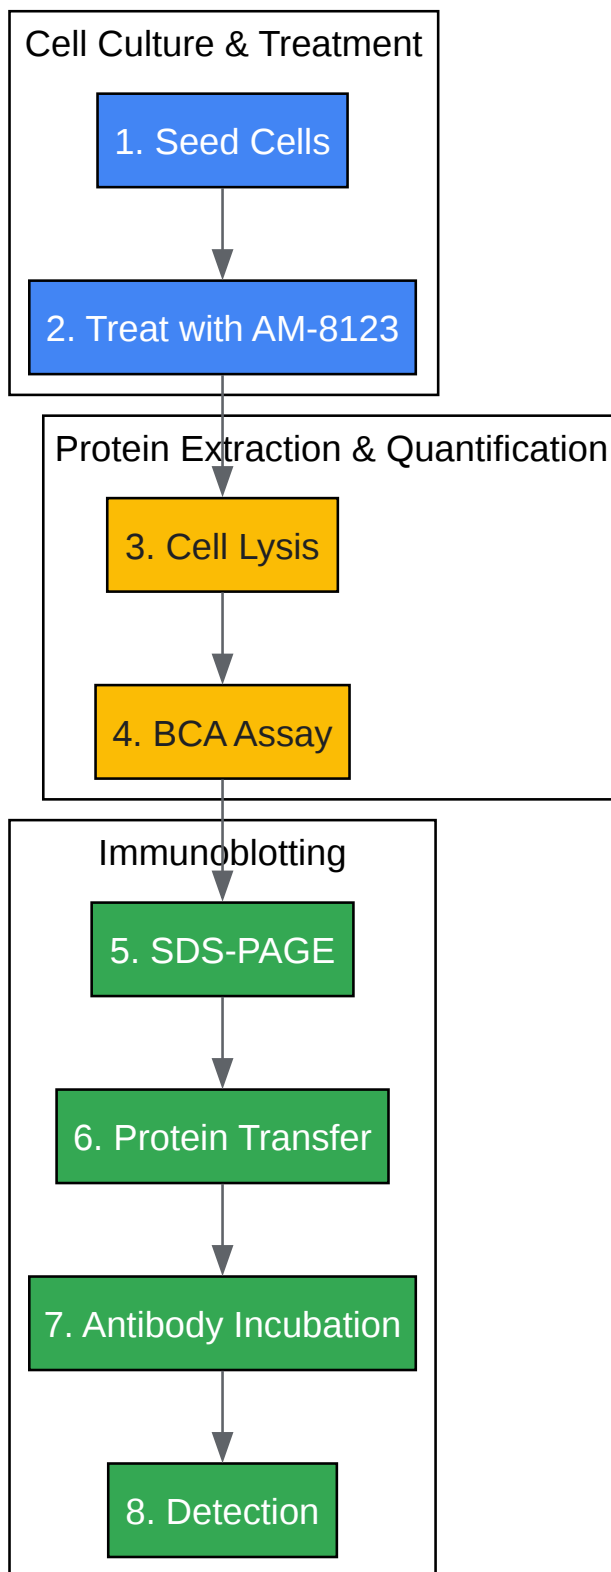 Cell Culture & Treatment
1. Seed Cells
2. Treat with AM-8123
Protein Extraction & Quantification
3. Cell Lysis
4. BCA Assay
Immunoblotting
5. SDS-PAGE
6. Protein Transfer
7. Antibody Incubation
8. Detection